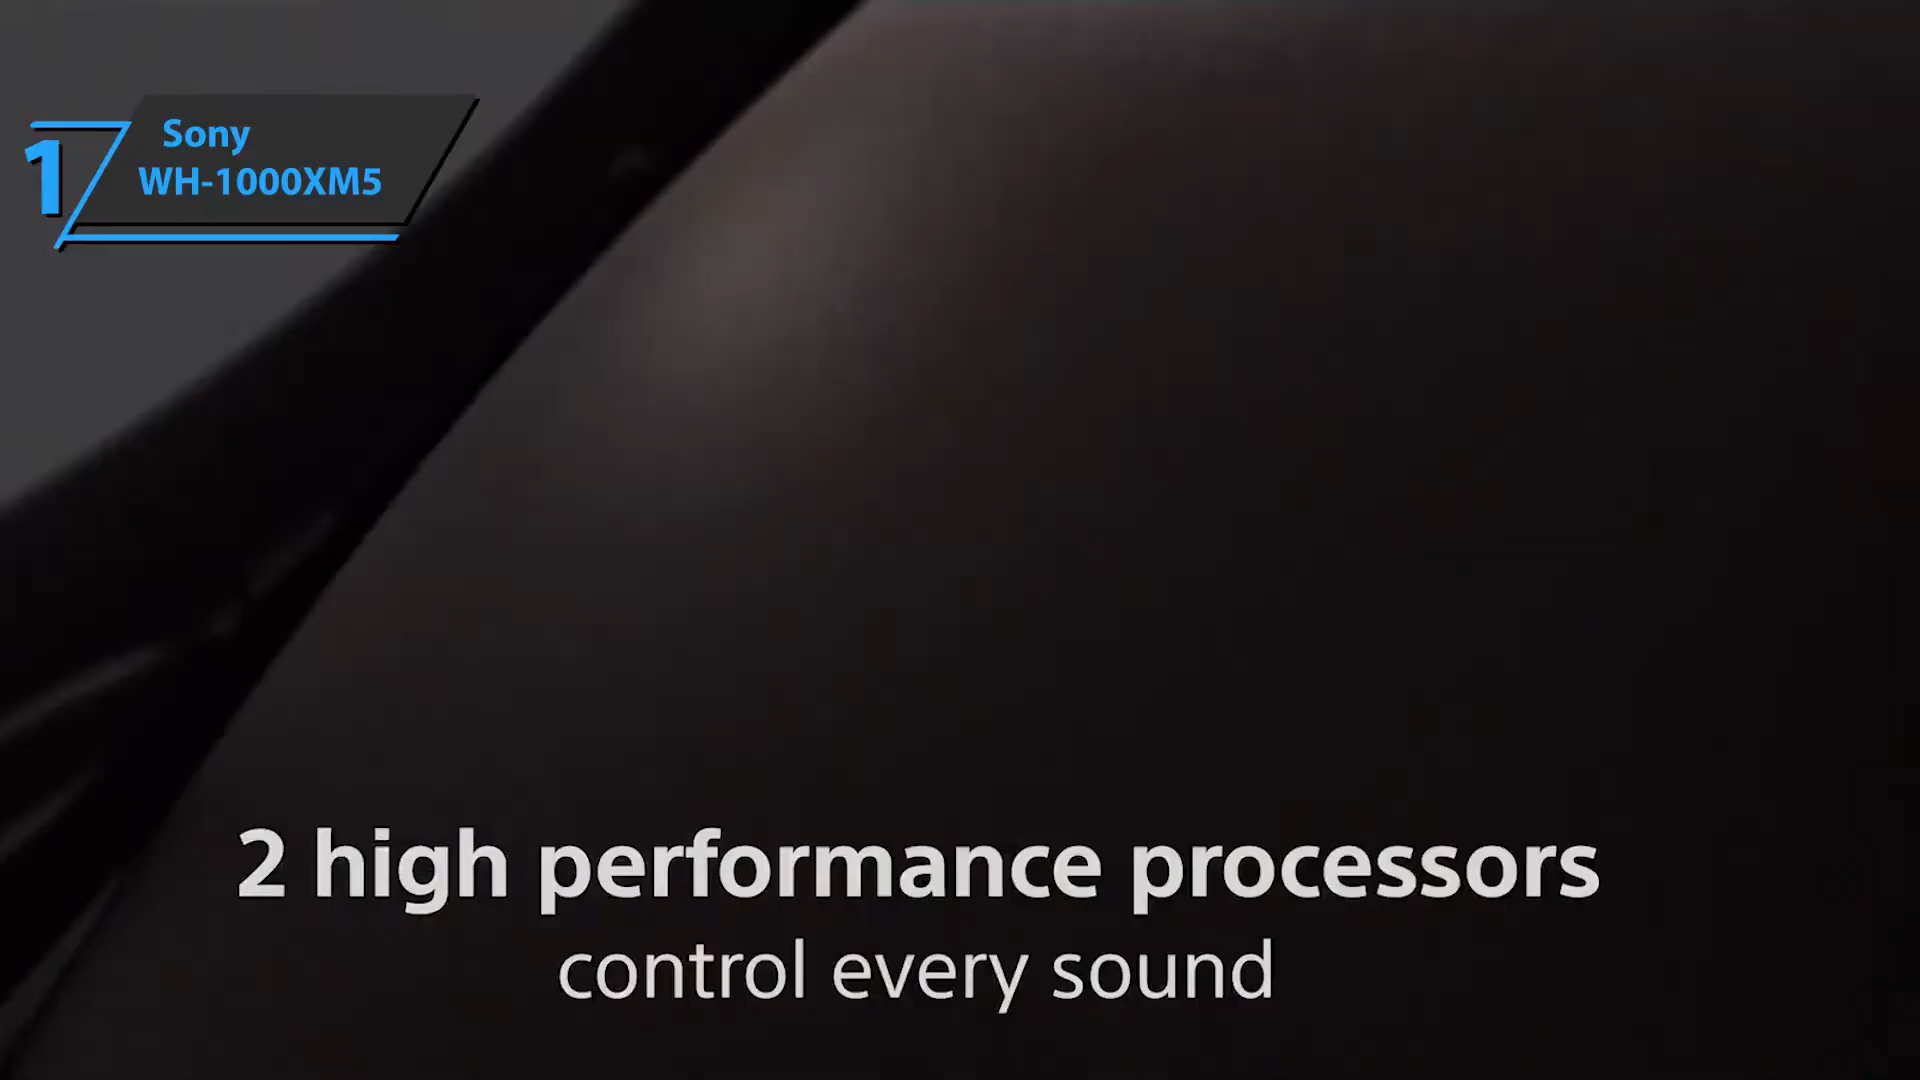 1
Sony
WH-1000XM5
2 high performance processors
control every sound